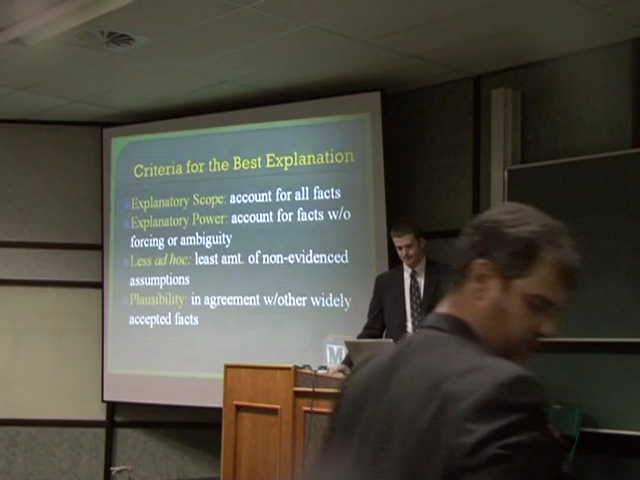 Criteria for the Best Explanation
Explanatory Scope: account for all facts
Explanatory Power: account for facts w/o
forcing or ambiguity
Less ad hoc: least amt. of non-evidenced
assumptions
Plausibility: in agreement w/other widely
accepted facts
M